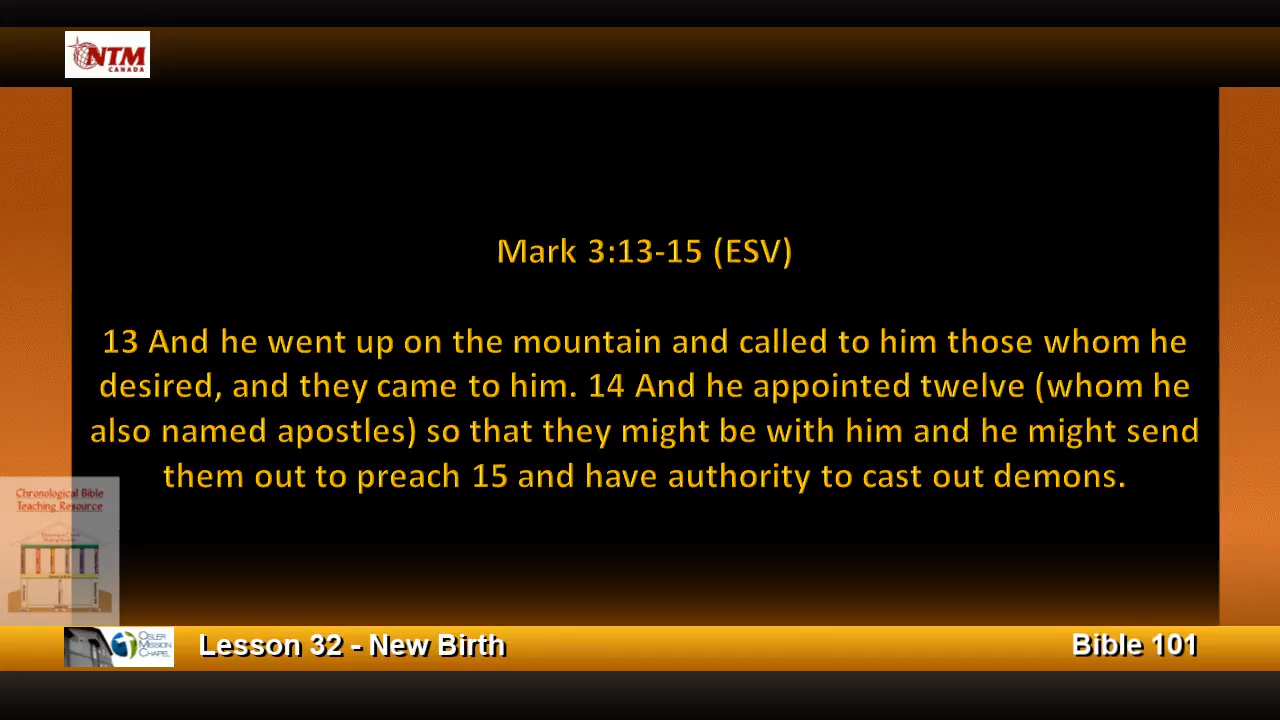 NTM
CANADA
Mark 3:13-15 (ESV)
13 And he went up on the mountain and called to him those whom he
desired, and they came to him. 14 And he appointed twelve (whom he
also named apostles) so that they might be with him and he might send
them out to preach 15 and have authority to cast out demons.
Chronological Bible
Teaching Resource
OSLER
MISSION
CHAPEL
Lesson 32 - New Birth
Bible 101